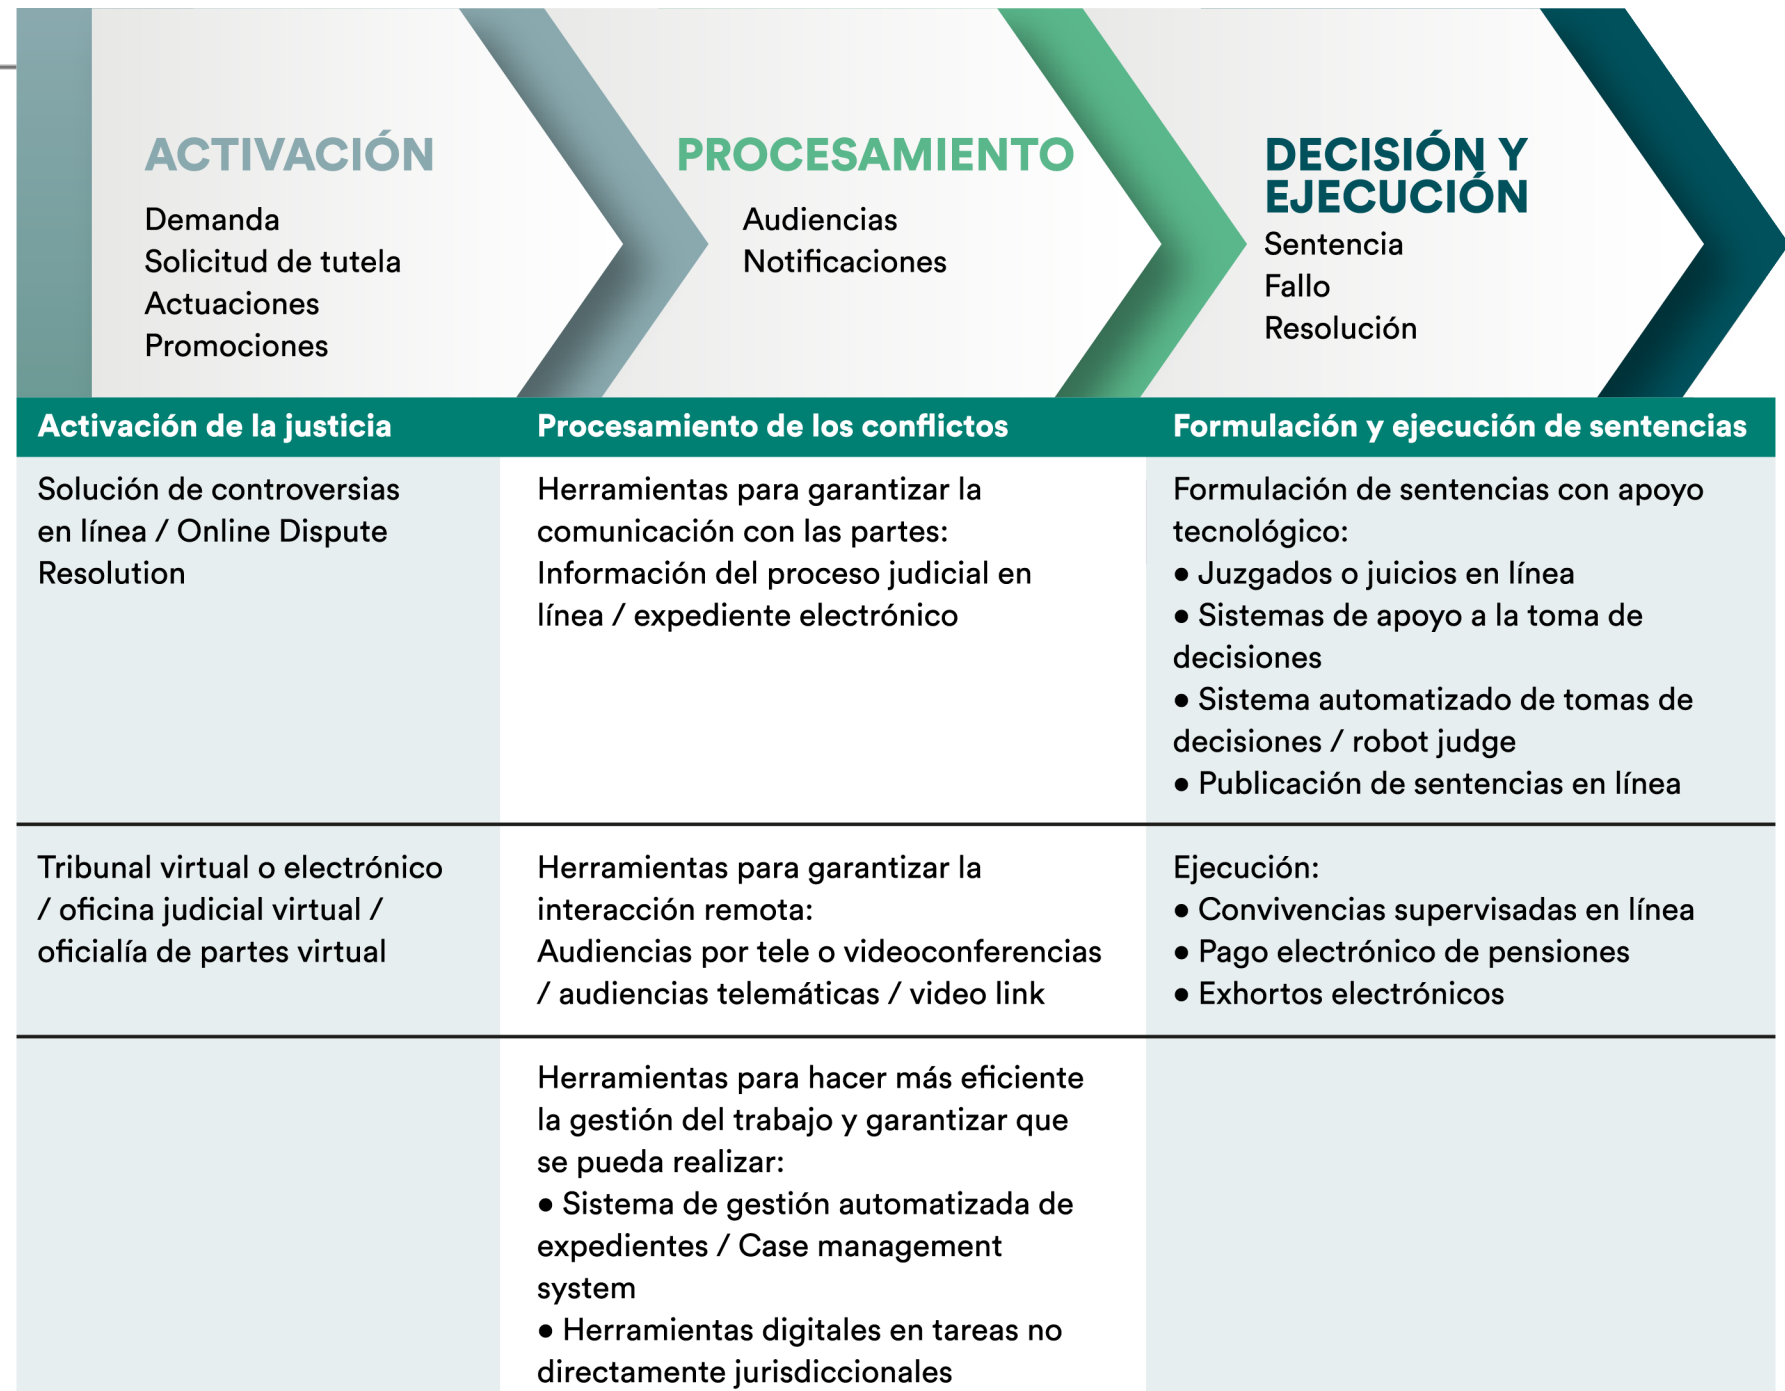 ACTIVACIÓN
Demanda
Solicitud de tutela
Actuaciones
Promociones
PROCESAMIENTO
Audiencias
Notificaciones
DECISIÓN Y
EJECUCIÓN
Sentencia
Fallo
Resolución
Activación de la justicia
Procesamiento de los conflictos
Formulación y ejecución de sentencias
Solución de controversias
en línea / Online Dispute
Resolution
Herramientas para garantizar la
comunicación con las partes:
Información del proceso judicial en
línea / expediente electrónico
Formulación de sentencias con apoyo
tecnológico:
● Juzgados o juicios en línea
● Sistemas de apoyo a la toma de
decisiones
● Sistema automatizado de tomas de
decisiones / robot judge
● Publicación de sentencias en línea
Tribunal virtual o electrónico
/ oficina judicial virtual /
oficialía de partes virtual
Herramientas para garantizar la
interacción remota:
Audiencias por tele o videoconferencias
/ audiencias telemáticas / video link
Ejecución:
● Convivencias supervisadas en línea
● Pago electrónico de pensiones
● Exhortos electrónicos
Herramientas para hacer más eficiente
la gestión del trabajo y garantizar que
se pueda realizar:
● Sistema de gestión automatizada de
expedientes / Case management
system
● Herramientas digitales en tareas no
directamente jurisdiccionales